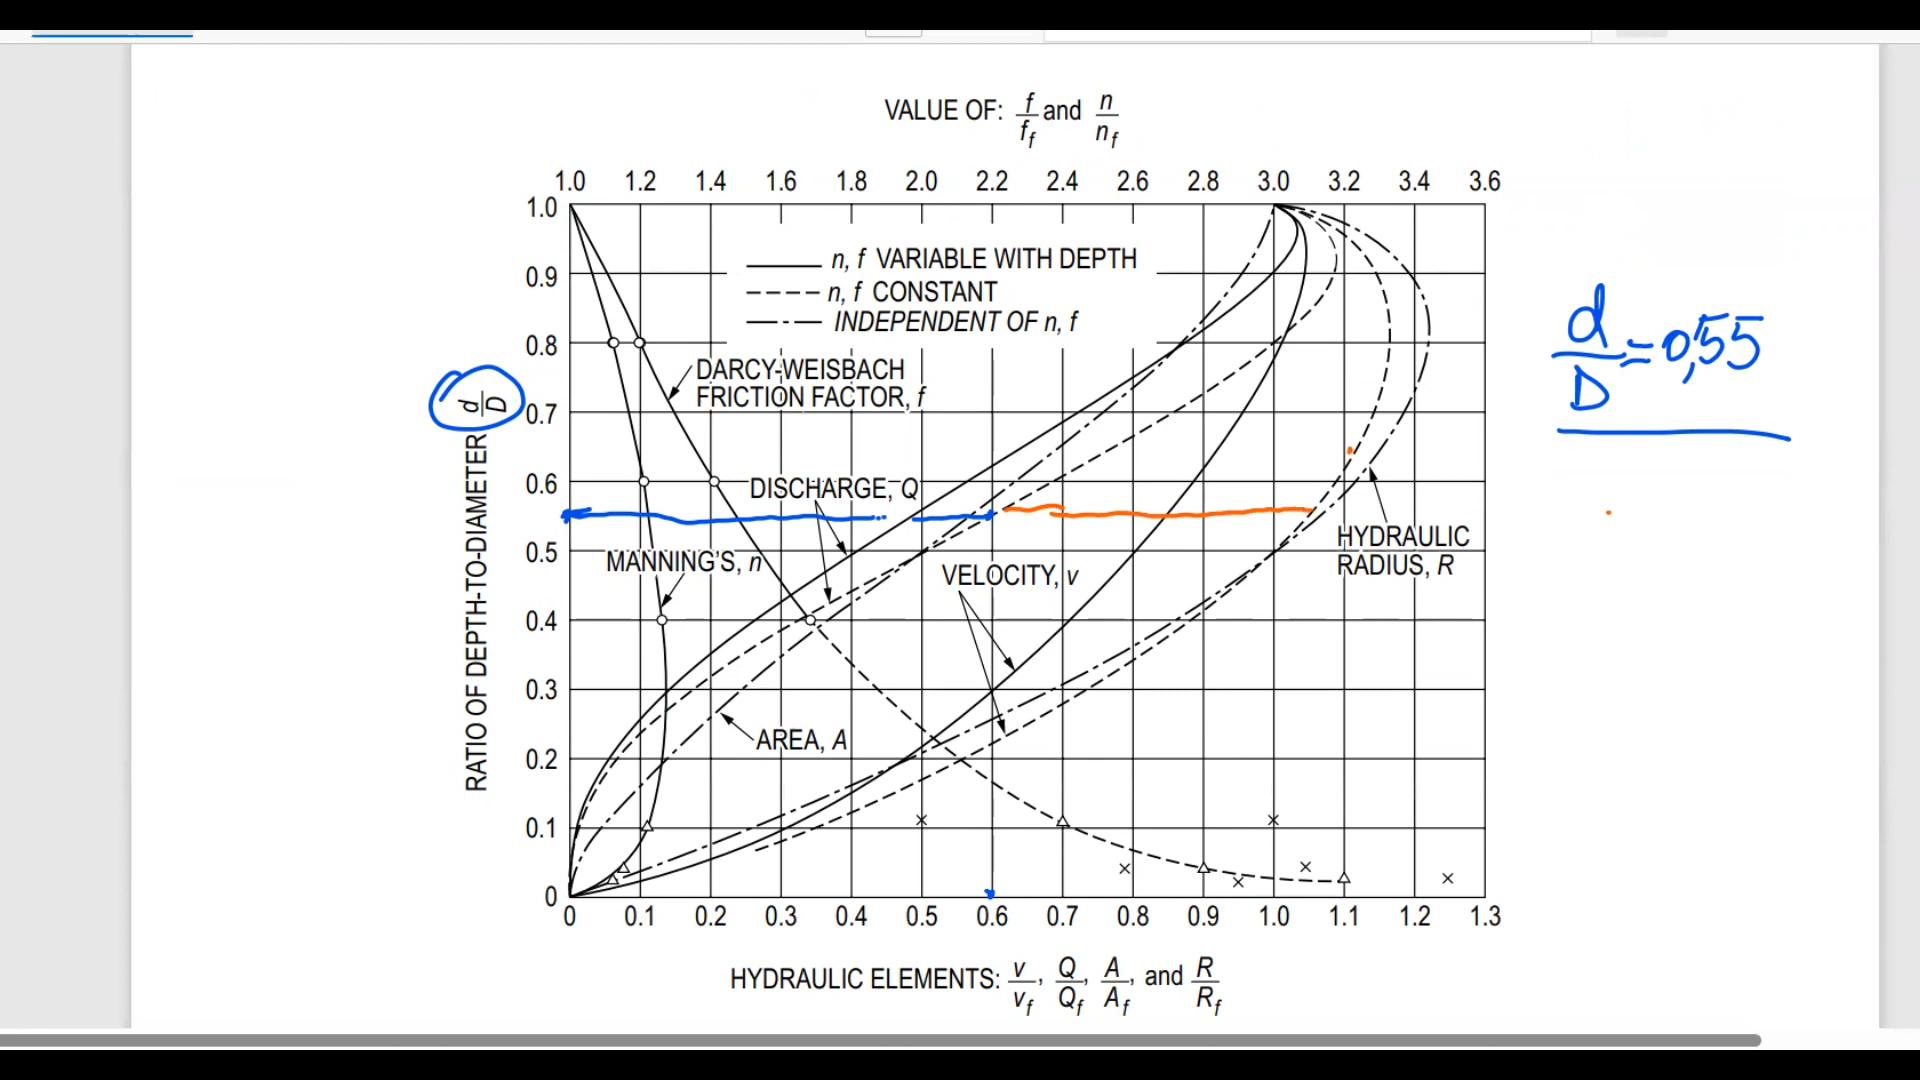 VALUE OF: f/f_f and n/n_f
1.0 1.2 1.4 1.6 1.8 2.0 2.2 2.4 2.6 2.8 3.0 3.2 3.4 3.6
1.0
n, f VARIABLE WITH DEPTH
0.9
n, f CONSTANT
INDEPENDENT OF n, f
d/D = 0,55
0.8
DARCY-WEISBACH
FRICTION FACTOR, f
0.7
RATIO OF DEPTH-TO-DIAMETER d/D
0.6
DISCHARGE, Q
HYDRAULIC
RADIUS, R
0.5
MANNING'S, n
VELOCITY, v
0.4
0.3
AREA, A
0.2
0.1
0
0 0.1 0.2 0.3 0.4 0.5 0.6 0.7 0.8 0.9 1.0 1.1 1.2 1.3
HYDRAULIC ELEMENTS: v/v_f, Q/Q_f, A/A_f, and R/R_f